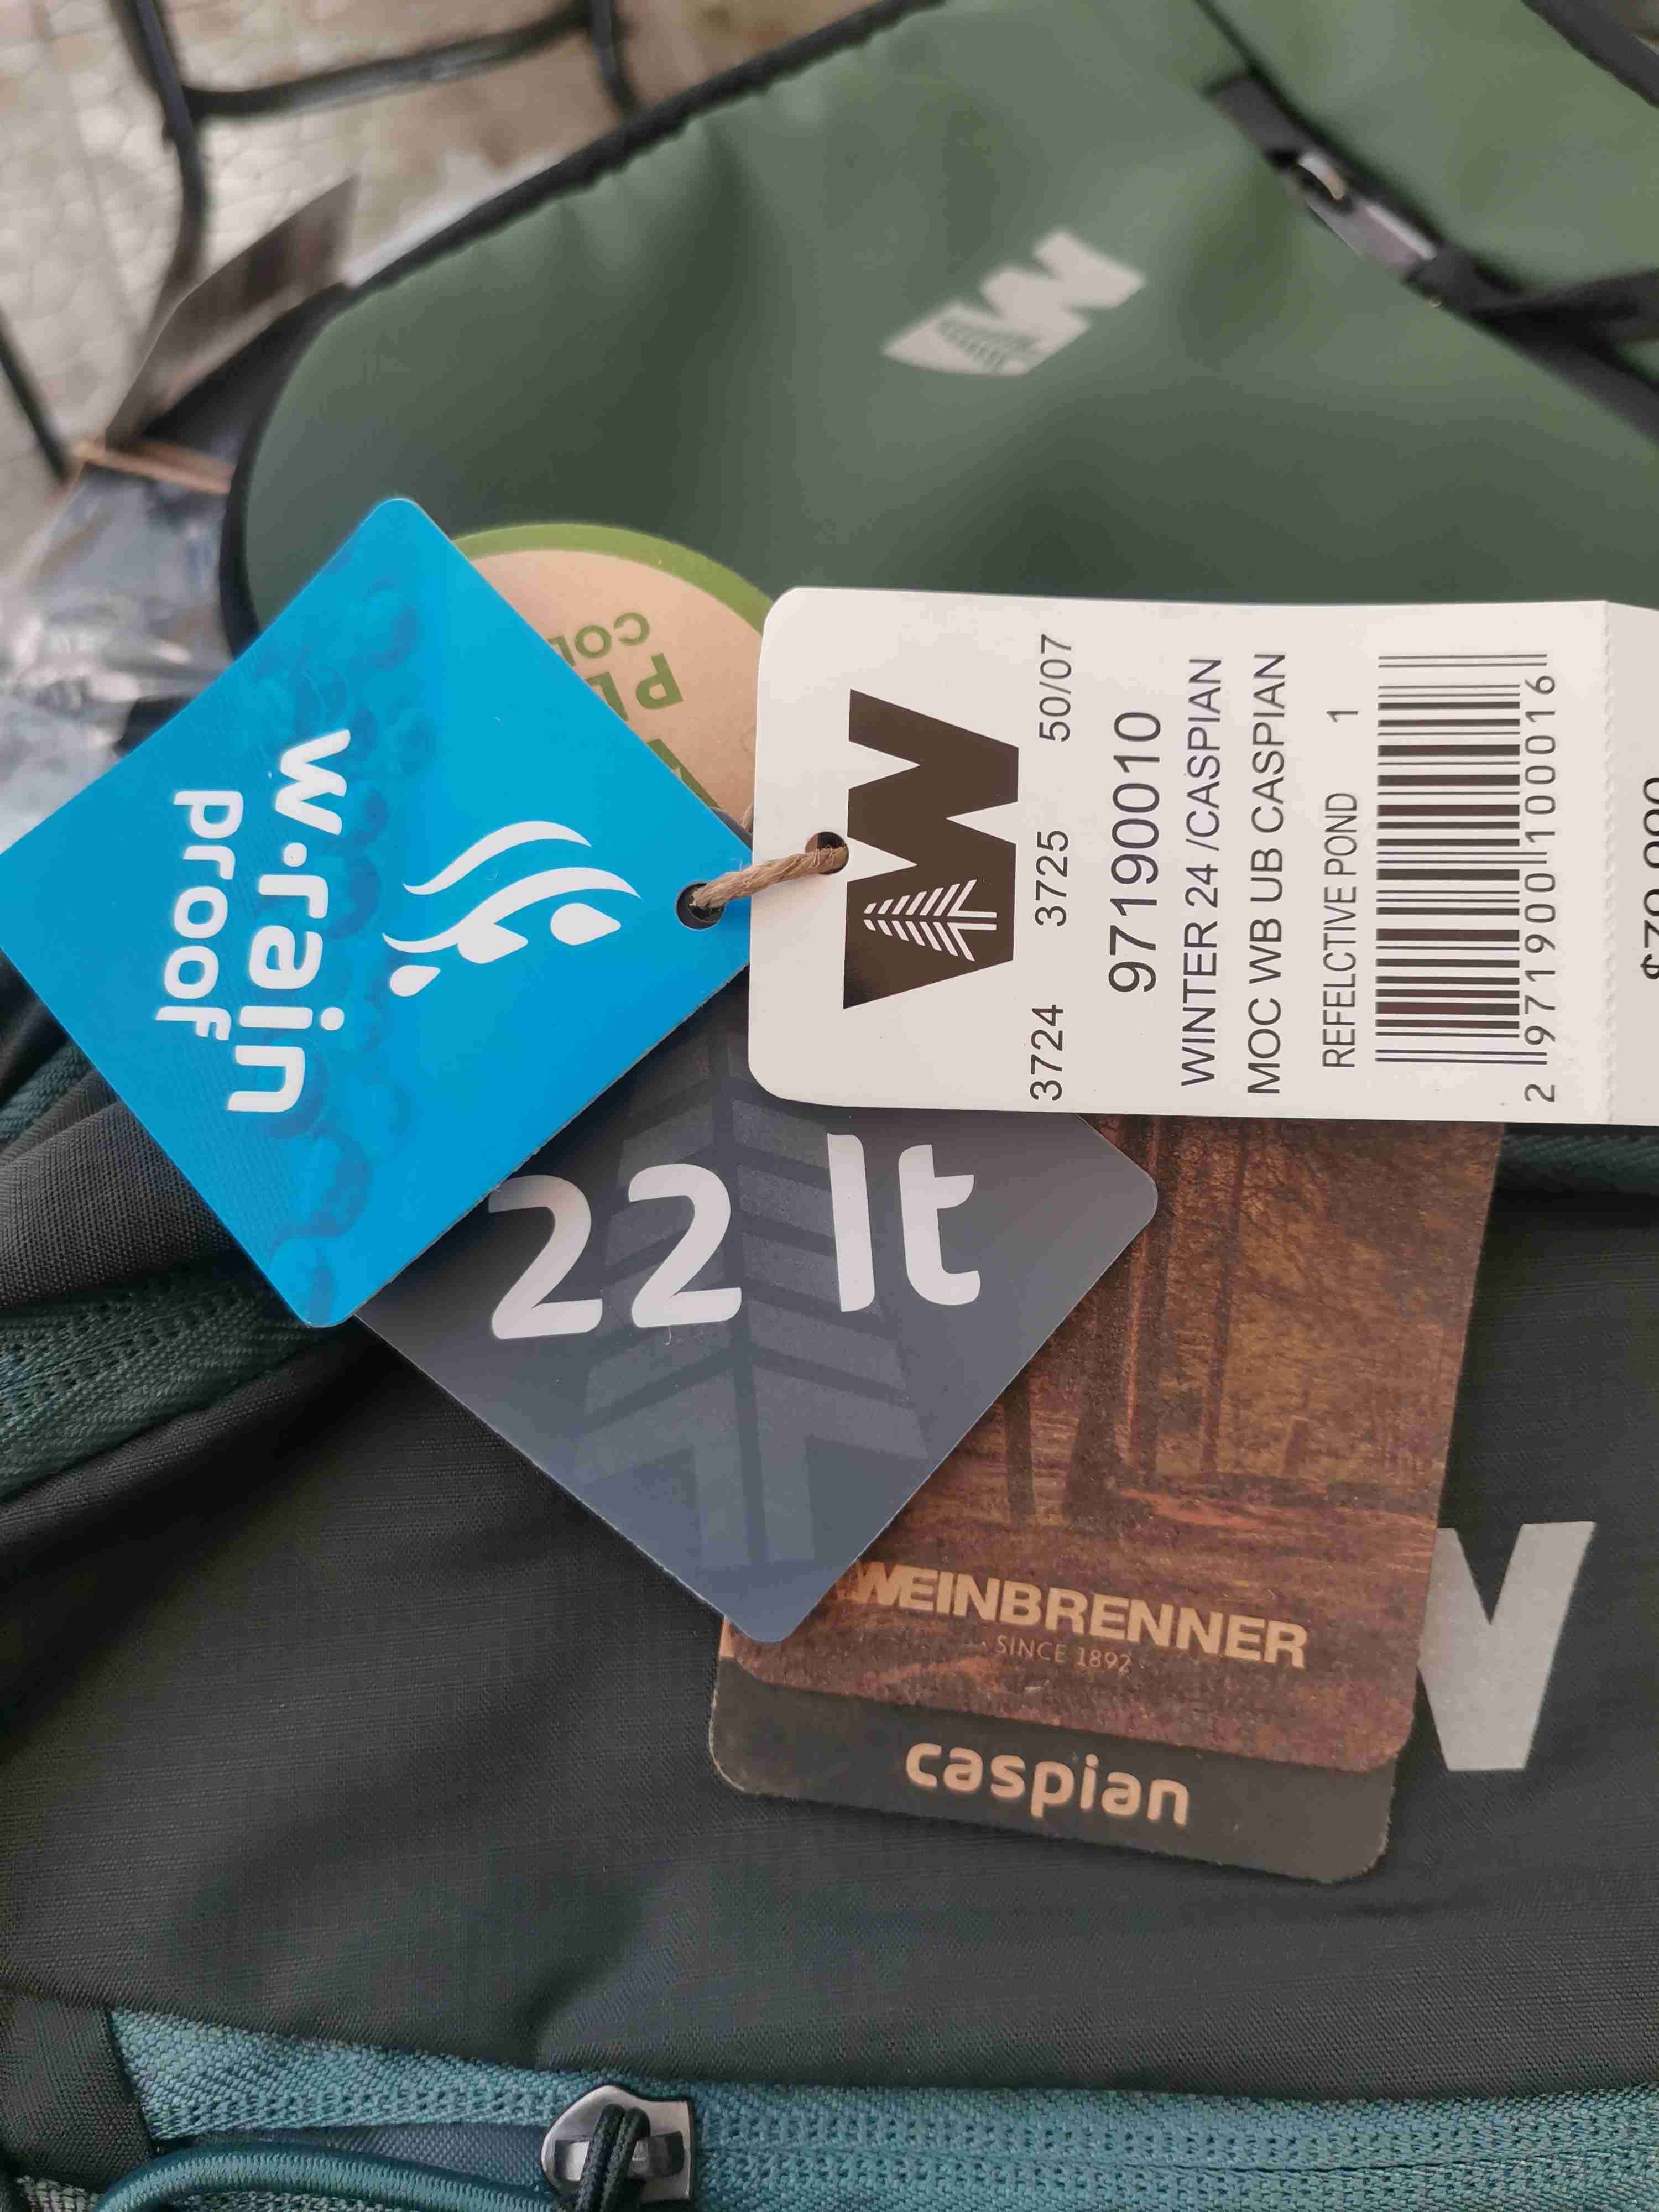 w·rain
proof
COL
22 lt
3724 3725 50/07
97190010
WINTER 24 /CASPIAN
MOC WB UB CASPIAN
REFELCTIVE POND 1
2 971900 100016
WEINBRENNER
SINCE 1892
caspian
W